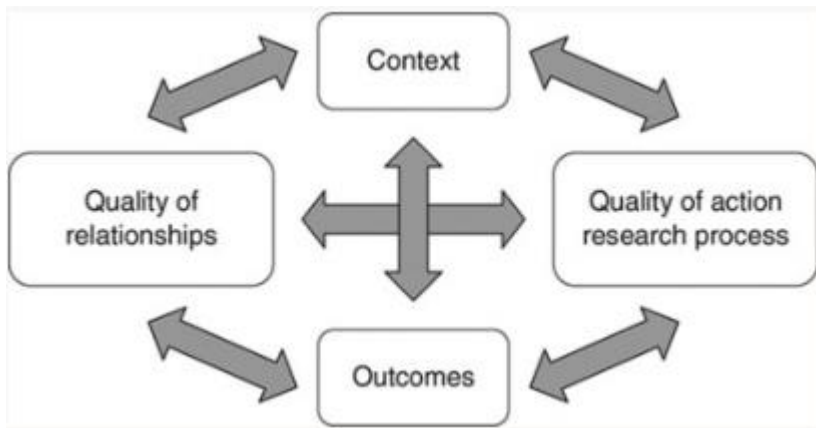 Context
Quality of
relationships
Quality of action
research process
Outcomes